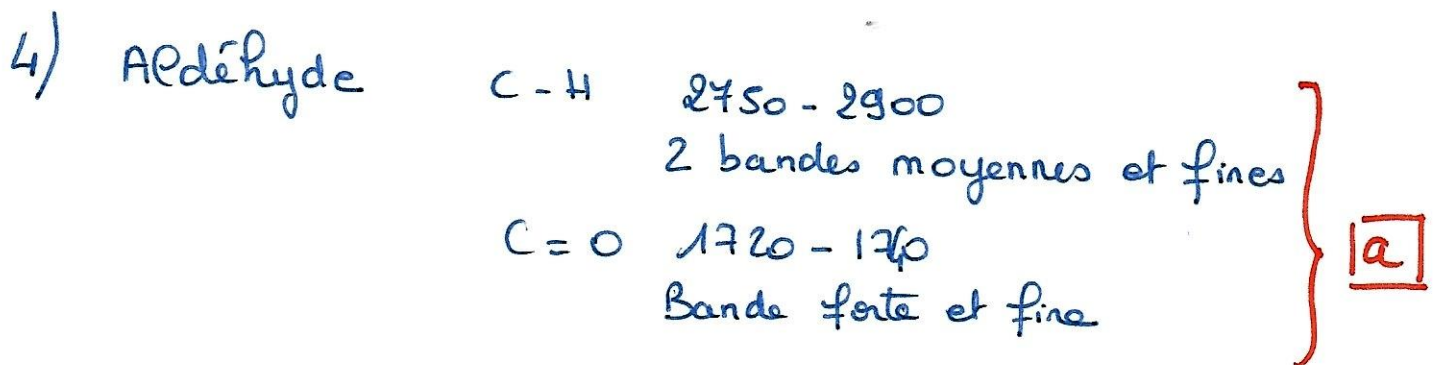 4) Aldéhyde C - H 2750 - 2900
2 bandes moyennes et fines
C = O 1720 - 1740
Bande forte et fine
a